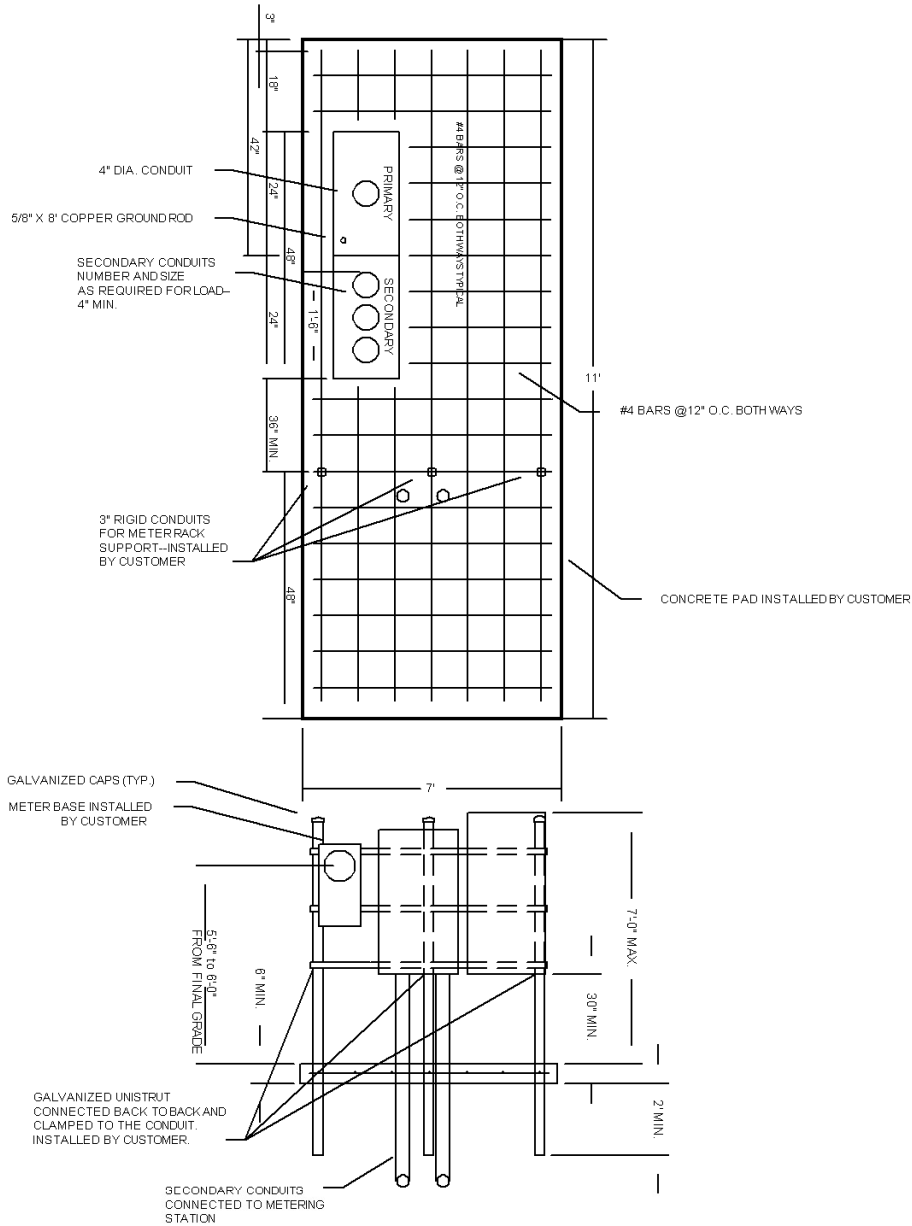 3"
18"
42"
24"
48"
24"
1'-6"
36" MIN.
48"
4" DIA. CONDUIT
5/8" X 8' COPPER GROUND ROD
SECONDARY CONDUITS
NUMBER AND SIZE
AS REQUIRED FOR LOAD--
4" MIN.
PRIMARY
SECONDARY
#4 BARS @ 12" O.C. BOTH WAYS TYPICAL
11'
#4 BARS @12" O.C. BOTH WAYS
3" RIGID CONDUITS
FOR METER RACK
SUPPORT--INSTALLED
BY CUSTOMER
CONCRETE PAD INSTALLED BY CUSTOMER
7'
GALVANIZED CAPS (TYP.)
METER BASE INSTALLED
BY CUSTOMER
5'-6" to 6'-0"
FROM FINAL GRADE
6" MIN.
7'-0" MAX.
30" MIN.
2' MIN.
GALVANIZED UNISTRUT
CONNECTED BACK TO BACK AND
CLAMPED TO THE CONDUIT.
INSTALLED BY CUSTOMER.
SECONDARY CONDUITS
CONNECTED TO METERING
STATION